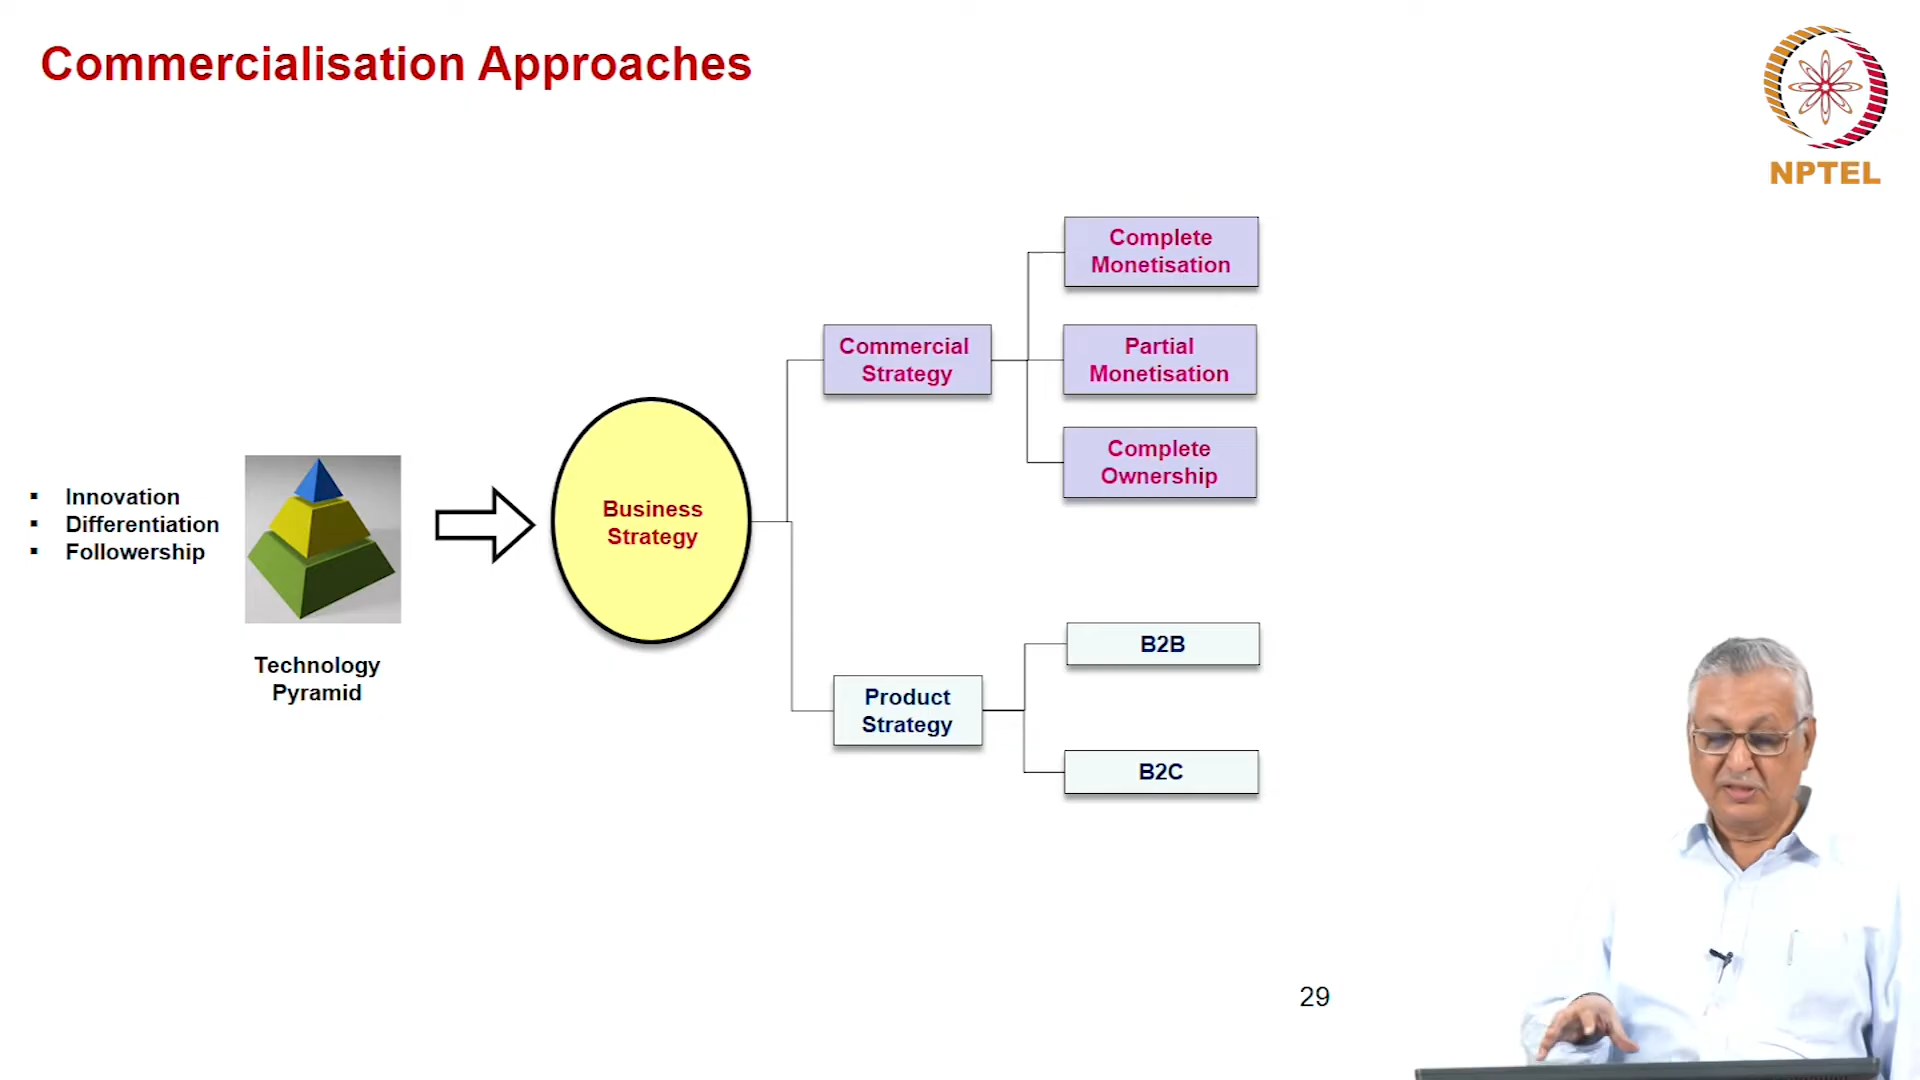 Commercialisation Approaches
NPTEL
Innovation
Differentiation
Followership
Technology
Pyramid
Business
Strategy
Commercial
Strategy
Complete
Monetisation
Partial
Monetisation
Complete
Ownership
Product
Strategy
B2B
B2C
29